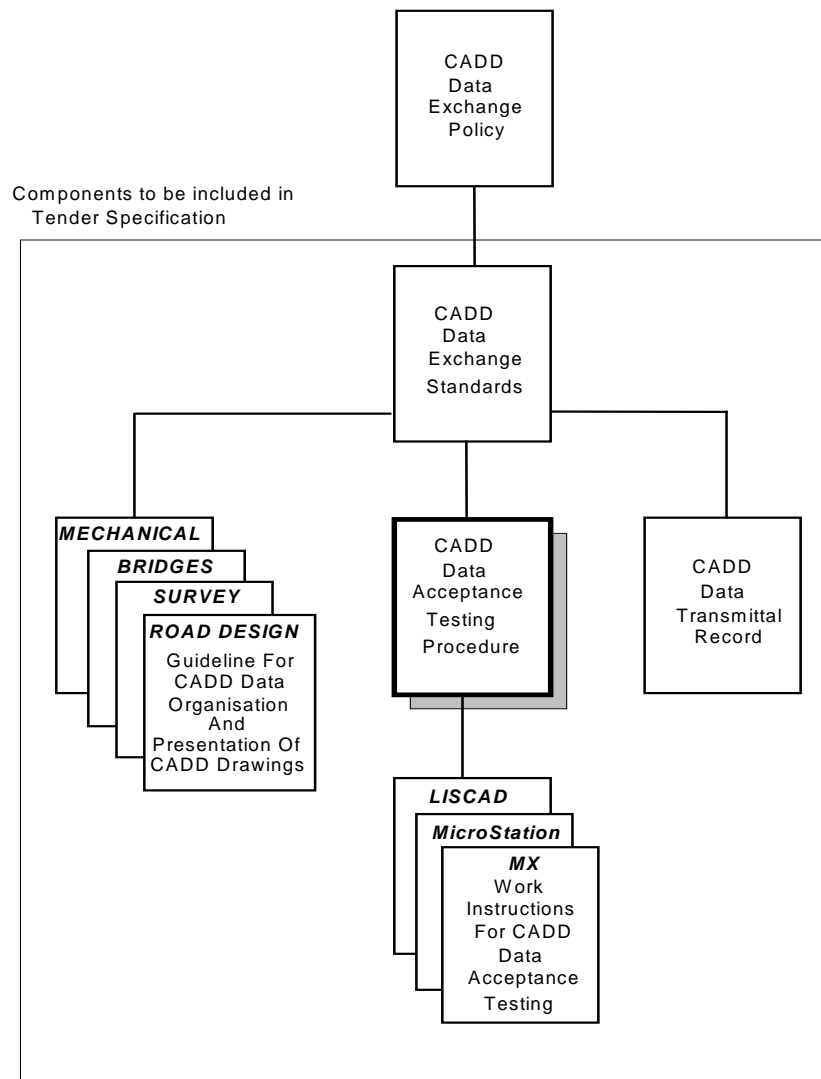 CADD
Data
Exchange
Policy
Components to be included in
Tender Specification
CADD
Data
Exchange
Standards
MECHANICAL
BRIDGES
SURVEY
ROAD DESIGN
Guideline For
CADD Data
Organisation
And
Presentation Of
CADD Drawings
CADD
Data
Acceptance
Testing
Procedure
CADD
Data
Transmittal
Record
LISCAD
MicroStation
MX
Work
Instructions
For CADD
Data
Acceptance
Testing